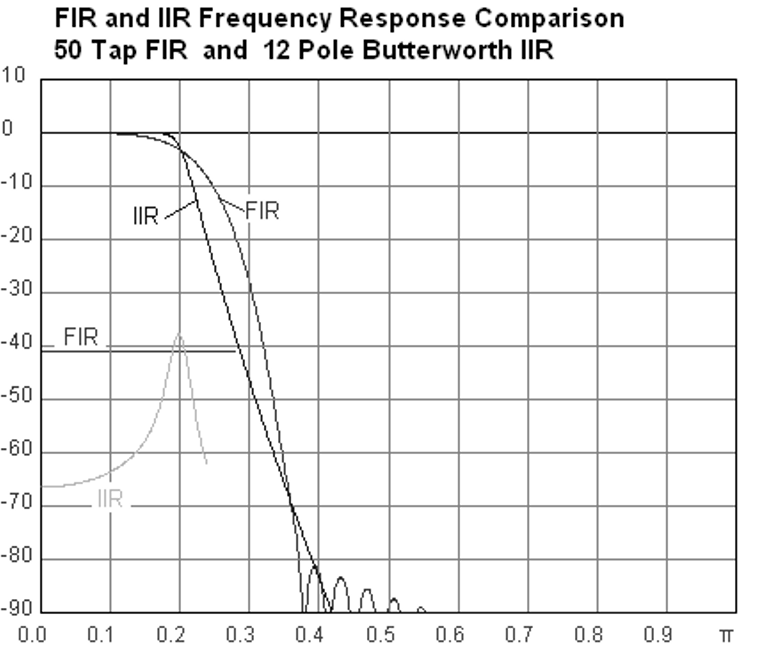 FIR and IIR Frequency Response Comparison
50 Tap FIR and 12 Pole Butterworth IIR
10
0
-10
IIR
FIR
-20
-30
FIR
-40
-50
-60
IIR
-70
-80
-90
0.0 0.1 0.2 0.3 0.4 0.5 0.6 0.7 0.8 0.9 π